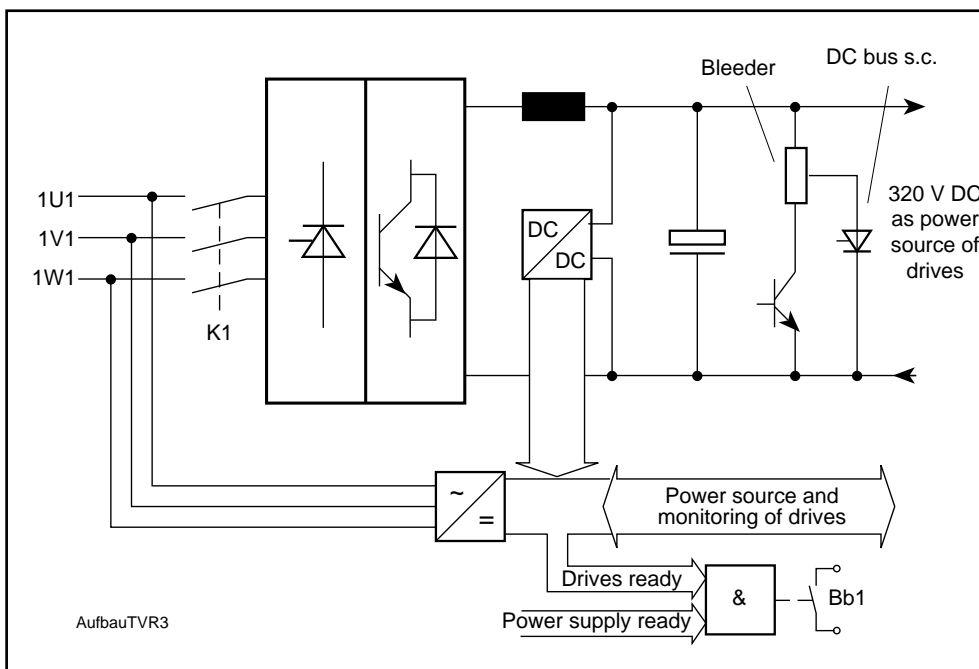 Bleeder
DC bus s.c.
1U1
1V1
1W1
K1
DC
DC
320 V DC
as power
source of
drives
~
=
Power source and
monitoring of drives
Drives ready
Power supply ready
&
Bb1
AufbauTVR3